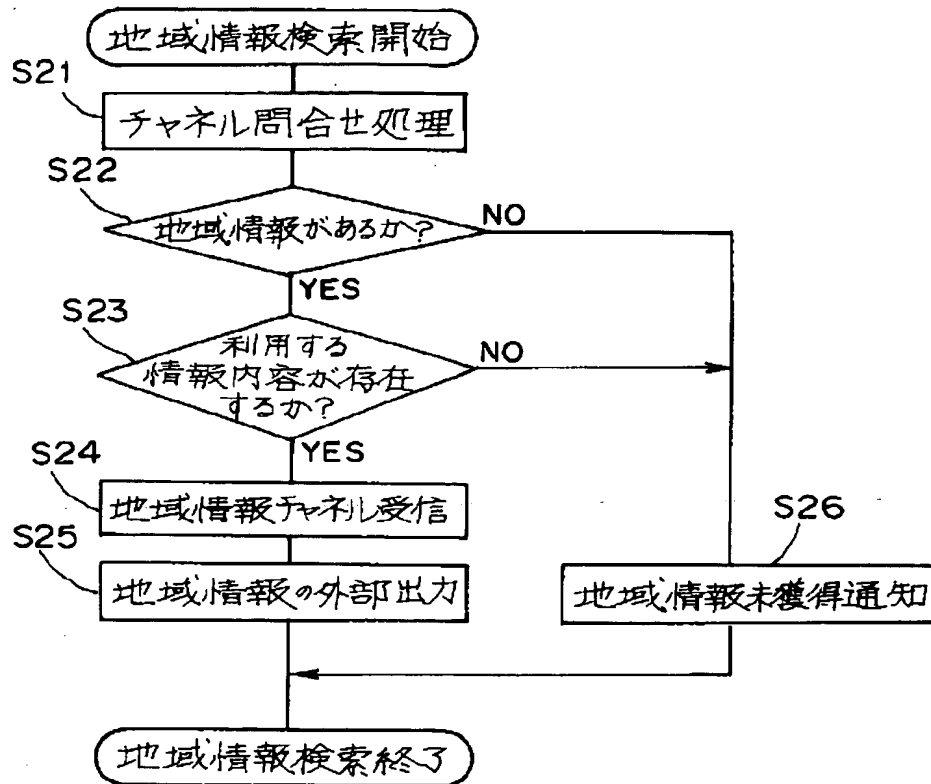 地域情報検索開始
S21
チャネル問合せ処理
S22
地域情報があるか?
NO
YES
S23
利用する
情報内容が存在
するか?
NO
YES
S24
地域情報チャネル受信
S25
地域情報の外部出力
S26
地域情報未獲得通知
地域情報検索終了